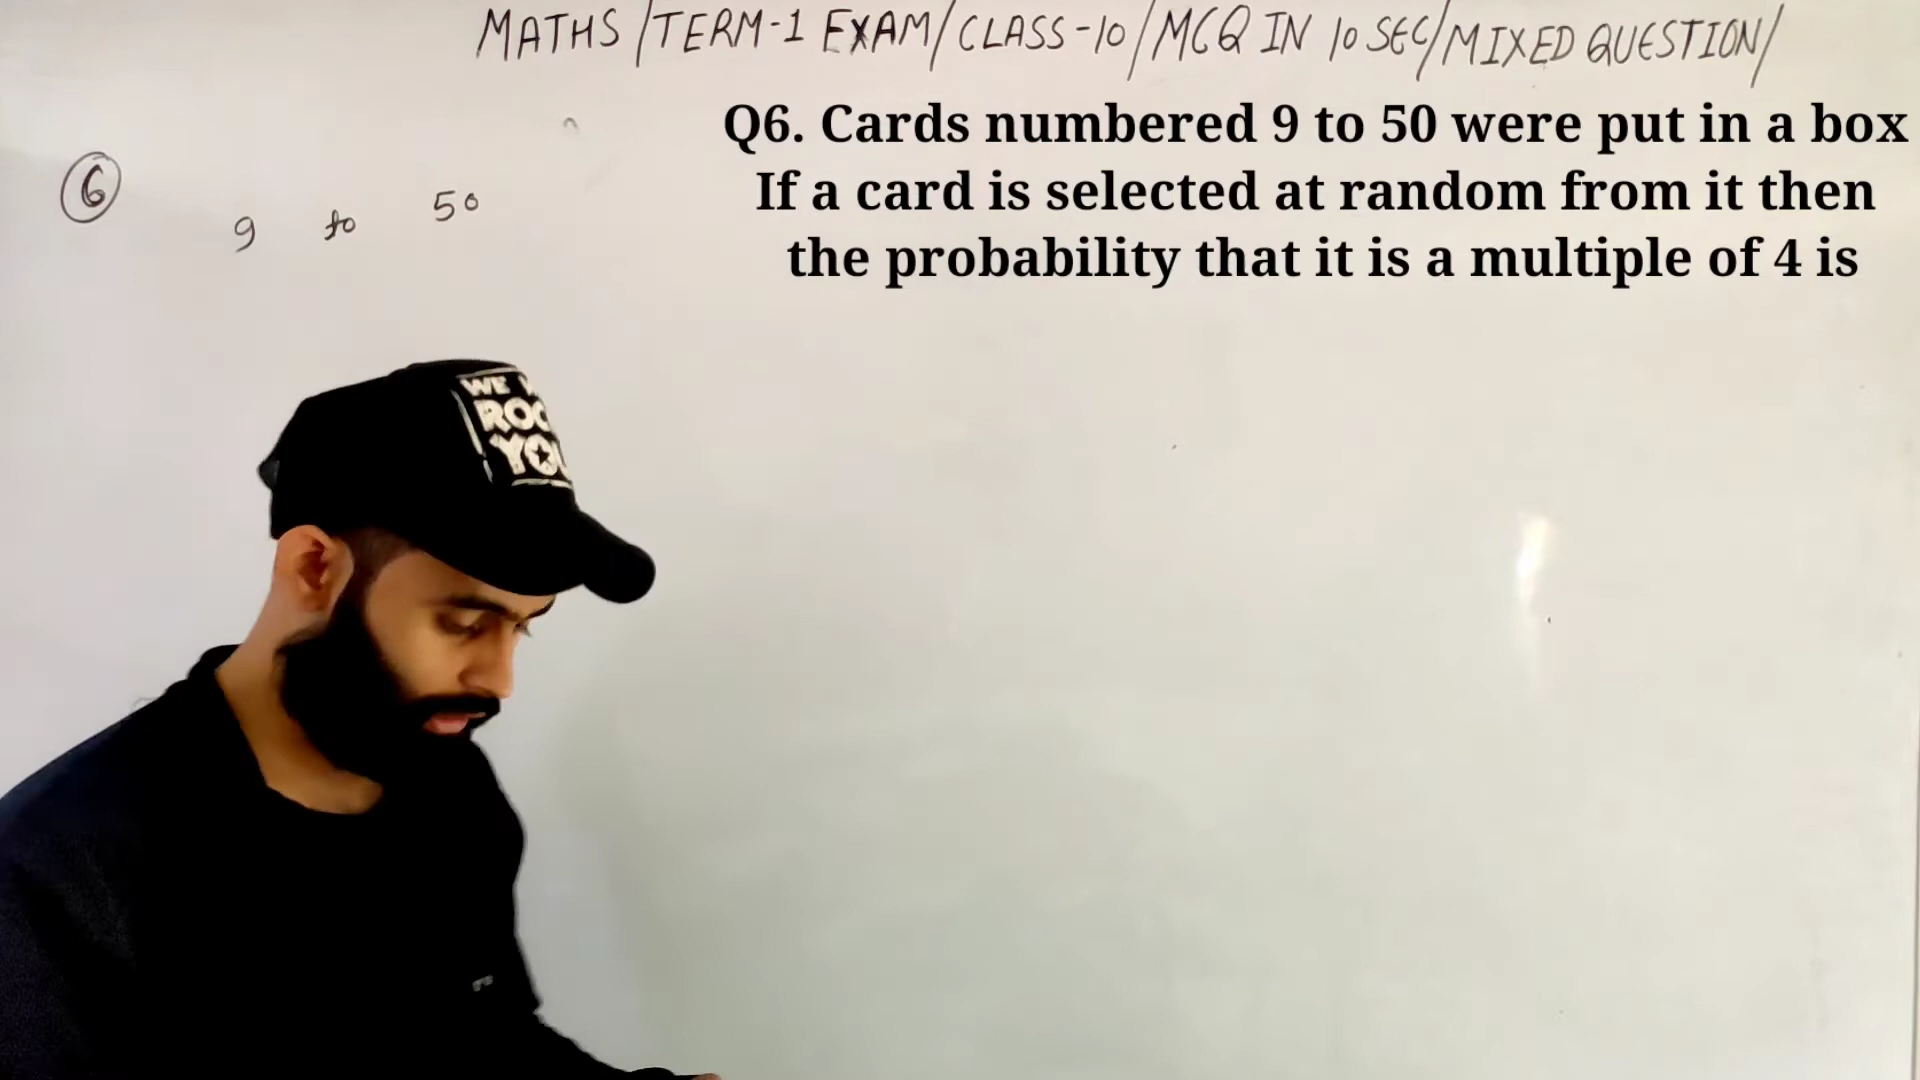 MATHS /TERM-1 EXAM/CLASS-10/MCQ IN 10 SEC/MIXED QUESTION/
Q6. Cards numbered 9 to 50 were put in a box
If a card is selected at random from it then
the probability that it is a multiple of 4 is
6
9 to 50
WE
YOU